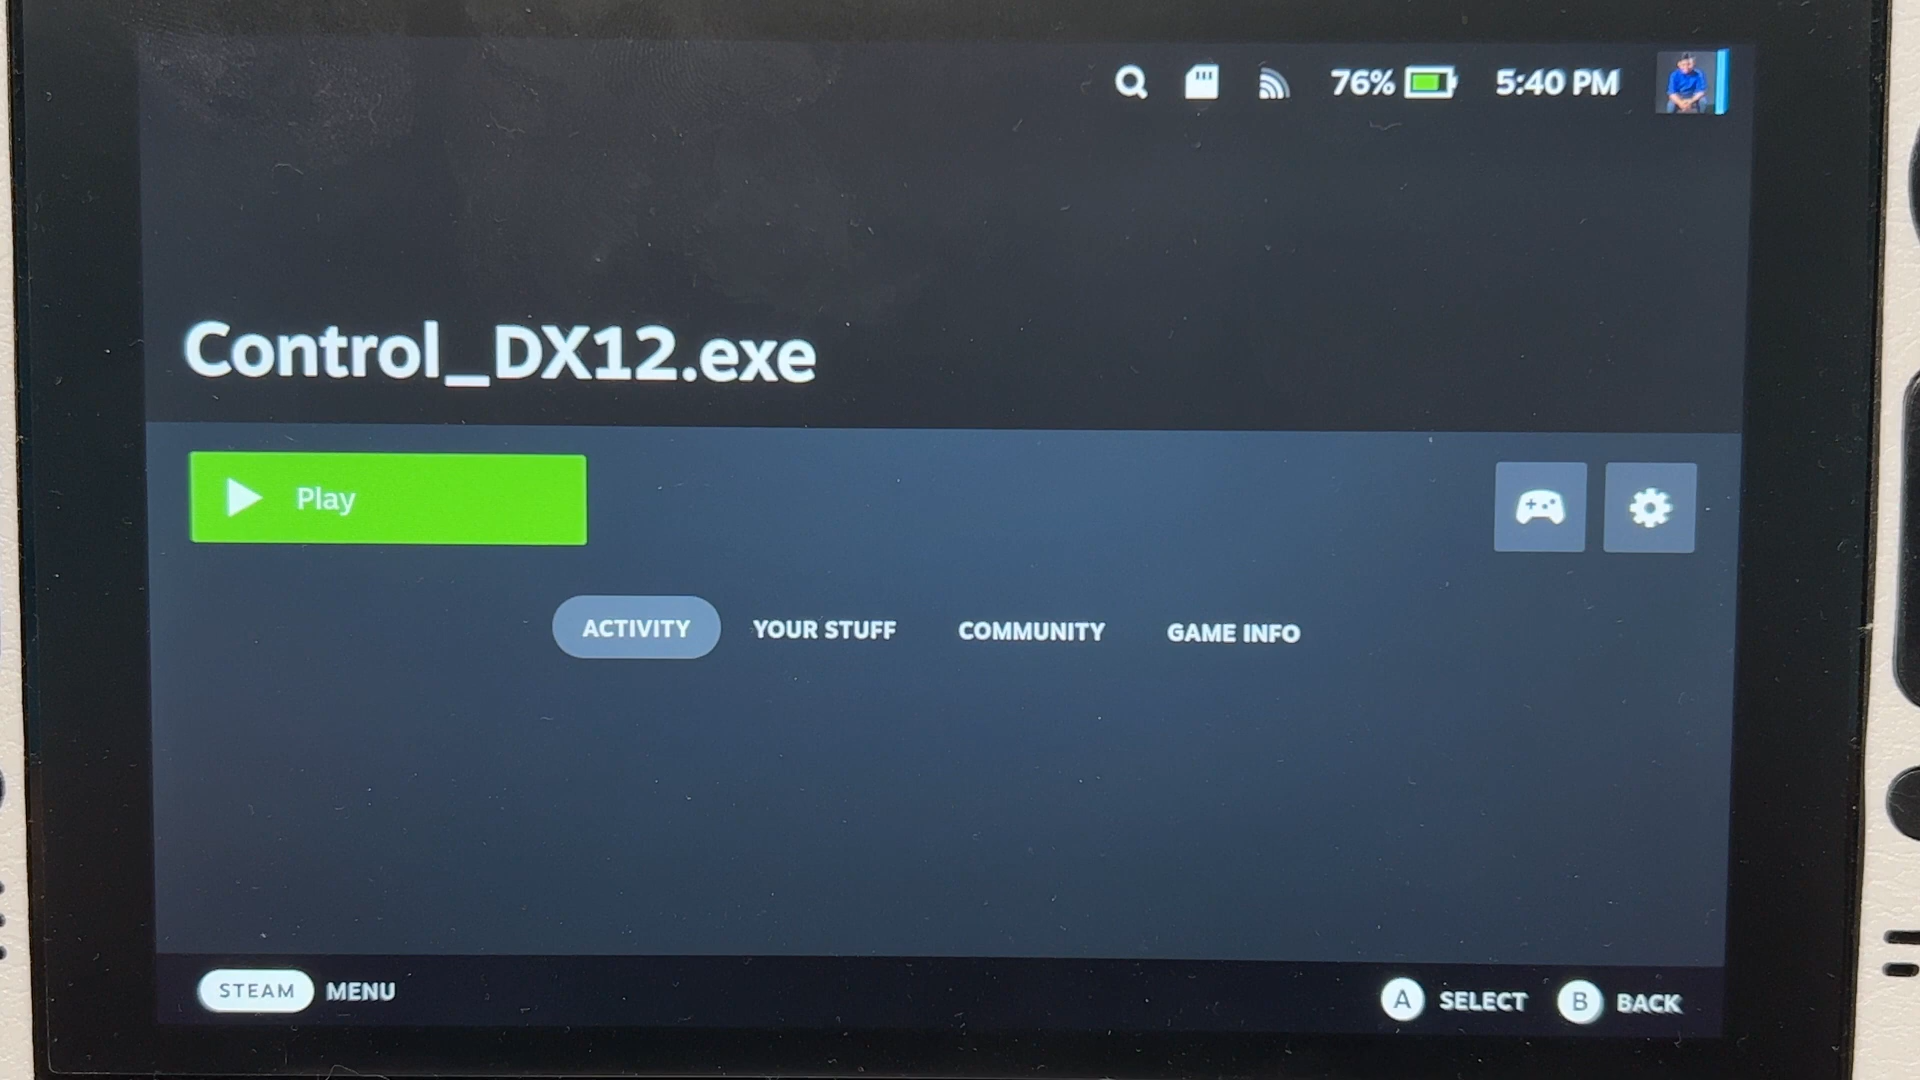 76% 5:40 PM
Control_DX12.exe
Play
ACTIVITY YOUR STUFF COMMUNITY GAME INFO
STEAM MENU A SELECT B BACK